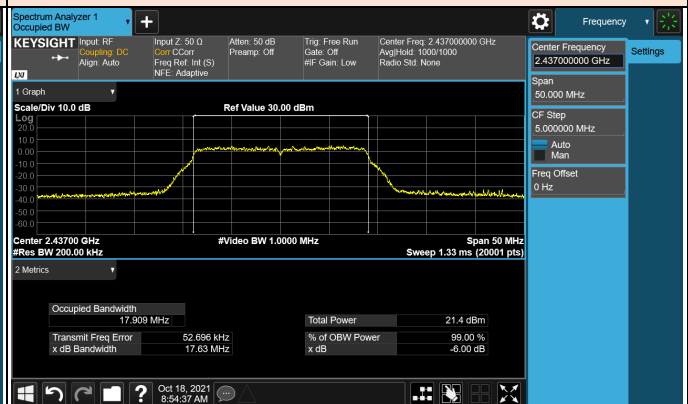 Spectrum Analyzer 1
Occupied BW
Frequency
KEYSIGHT
Input: RF
Coupling: DC
Align: Auto
Input Z: 50 Ω
Corr CCorr
Freq Ref: Int (S)
NFE: Adaptive
Atten: 50 dB
Preamp: Off
Trig: Free Run
Gate: Off
#IF Gain: Low
Center Freq: 2.437000000 GHz
Avg|Hold: 1000/1000
Radio Std: None
LXI
Center Frequency
2.437000000 GHz
Settings
Span
50.000 MHz
CF Step
5.000000 MHz
Auto
Man
Freq Offset
0 Hz
1 Graph
Scale/Div 10.0 dB
Ref Value 30.00 dBm
Log
20.0
10.0
0.00
-10.0
-20.0
-30.0
-40.0
-50.0
-60.0
Center 2.43700 GHz
#Video BW 1.0000 MHz
Span 50 MHz
#Res BW 200.00 kHz
Sweep 1.33 ms (20001 pts)
2 Metrics
Occupied Bandwidth
17.909 MHz
Total Power 21.4 dBm
Transmit Freq Error 52.696 kHz
% of OBW Power 99.00 %
x dB Bandwidth 17.63 MHz
x dB -6.00 dB
?
Oct 18, 2021
8:54:37 AM